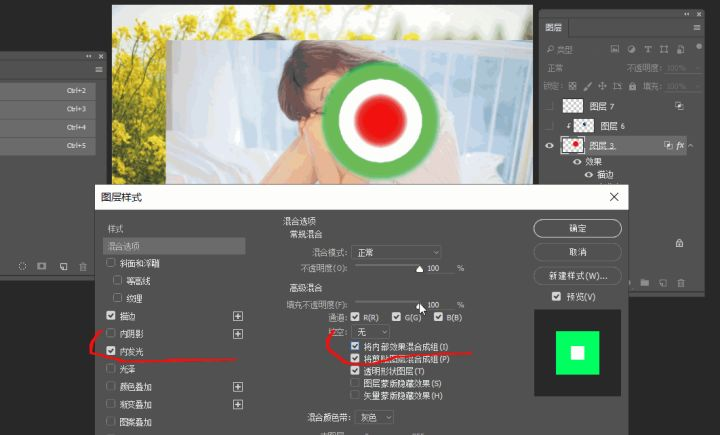 Ctrl+2
Ctrl+3
Ctrl+4
Ctrl+5
图层
类型
正常
不透明度: 100%
锁定:
填充: 100%
图层 7
图层 6
图层 3
fx
效果
描边
图层样式
样式
混合选项
斜面和浮雕
等高线
纹理
描边
内阴影
内发光
光泽
颜色叠加
渐变叠加
图案叠加
混合选项
常规混合
混合模式: 正常
不透明度(O): 100 %
高级混合
填充不透明度(F): 100 %
通道: R(R) G(G) B(B)
挖空: 无
将内部效果混合成组(I)
将剪贴图层混合成组(P)
透明形状图层(T)
图层蒙版隐藏效果(S)
矢量蒙版隐藏效果(H)
混合颜色带: 灰色
确定
取消
新建样式(W)...
预览(V)